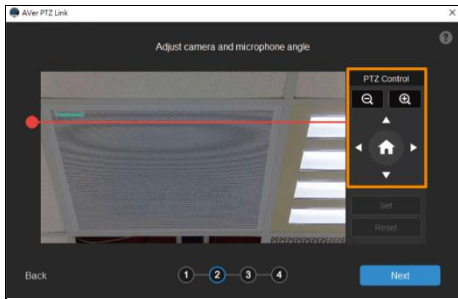 AVer PTZ Link
Adjust camera and microphone angle
PTZ Control
Set
Reset
Back
1
2
3
4
Next